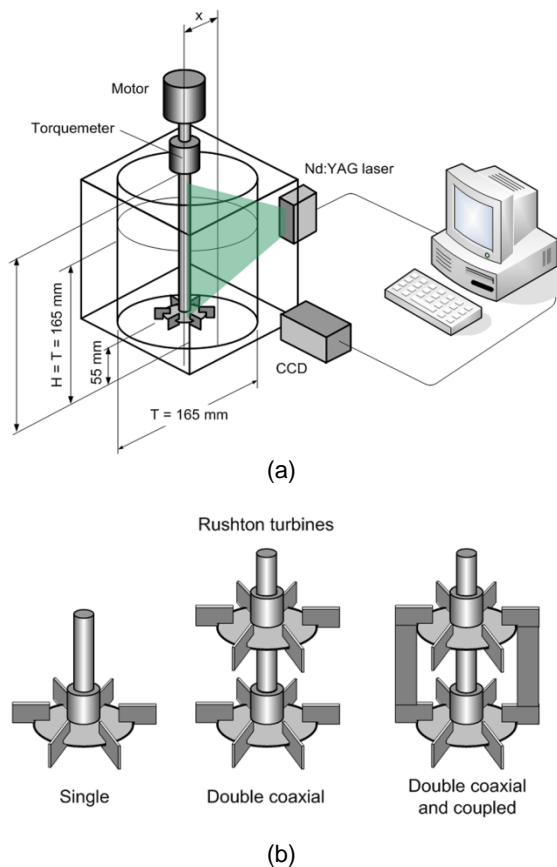 x
Motor
Torquemeter
Nd:YAG laser
H = T = 165 mm
55 mm
CCD
T = 165 mm
(a)
Rushton turbines
Single
Double coaxial
Double coaxial
and coupled
(b)